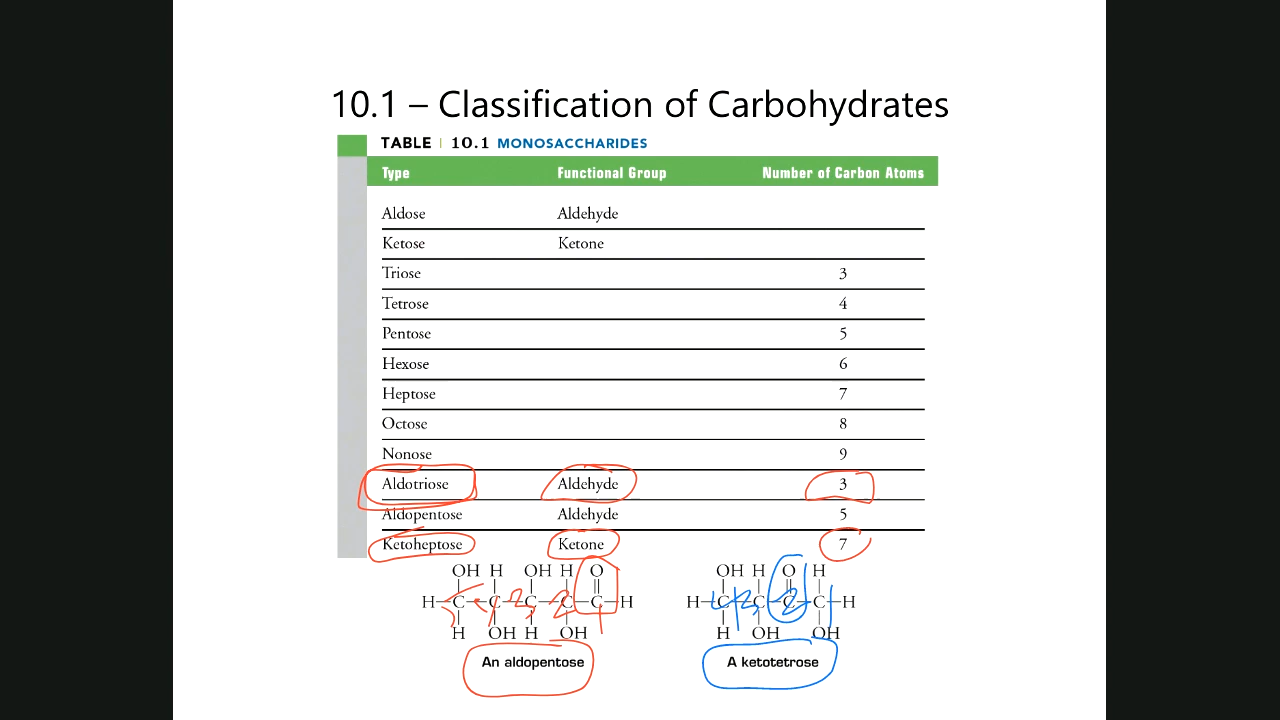 10.1 – Classification of Carbohydrates
TABLE | 10.1 MONOSACCHARIDES
Type Functional Group Number of Carbon Atoms
Aldose Aldehyde
Ketose Ketone
Triose 3
Tetrose 4
Pentose 5
Hexose 6
Heptose 7
Octose 8
Nonose 9
Aldotriose Aldehyde 3
Aldopentose Aldehyde 5
Ketoheptose Ketone 7
OH H OH H O OH H O H
H–C–C–C–C–C–H H–C–C–C–C–H
H OH H OH H OH OH
An aldopentose A ketotetrose